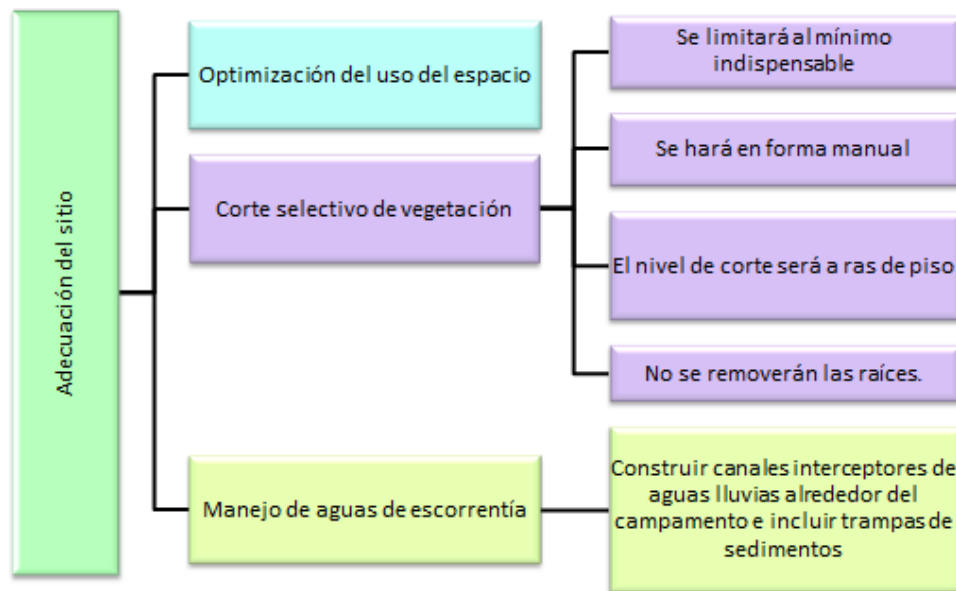 Adecuación del sitio
Optimización del uso del espacio
Corte selectivo de vegetación
Se limitará al mínimo
indispensable
Se hará en forma manual
El nivel de corte será a ras de piso
No se removerán las raíces.
Manejo de aguas de escorrentía
Construir canales interceptores de
aguas lluvias alrededor del
campamento e incluir trampas de
sedimentos